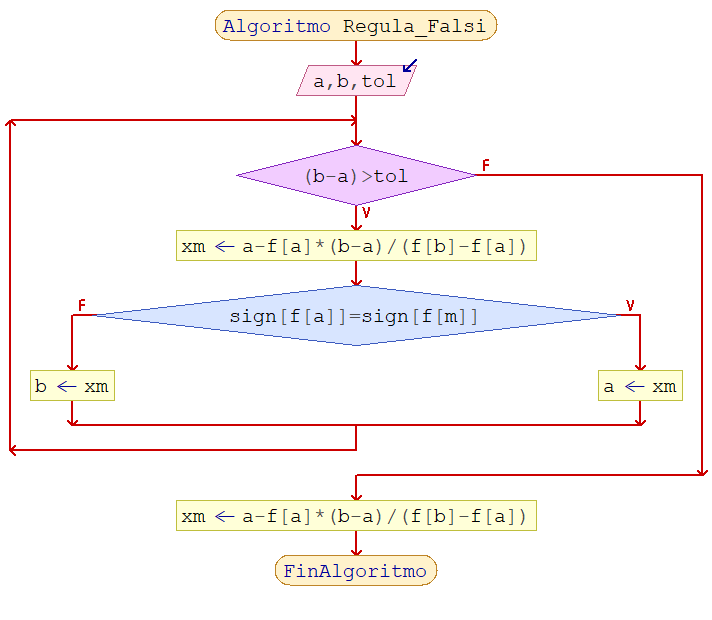 Algoritmo Regula_Falsi
a,b,tol
(b-a)>tol
F
V
xm ← a-f[a]*(b-a)/(f[b]-f[a])
F
sign[f[a]]=sign[f[m]]
V
b ← xm
a ← xm
xm ← a-f[a]*(b-a)/(f[b]-f[a])
FinAlgoritmo